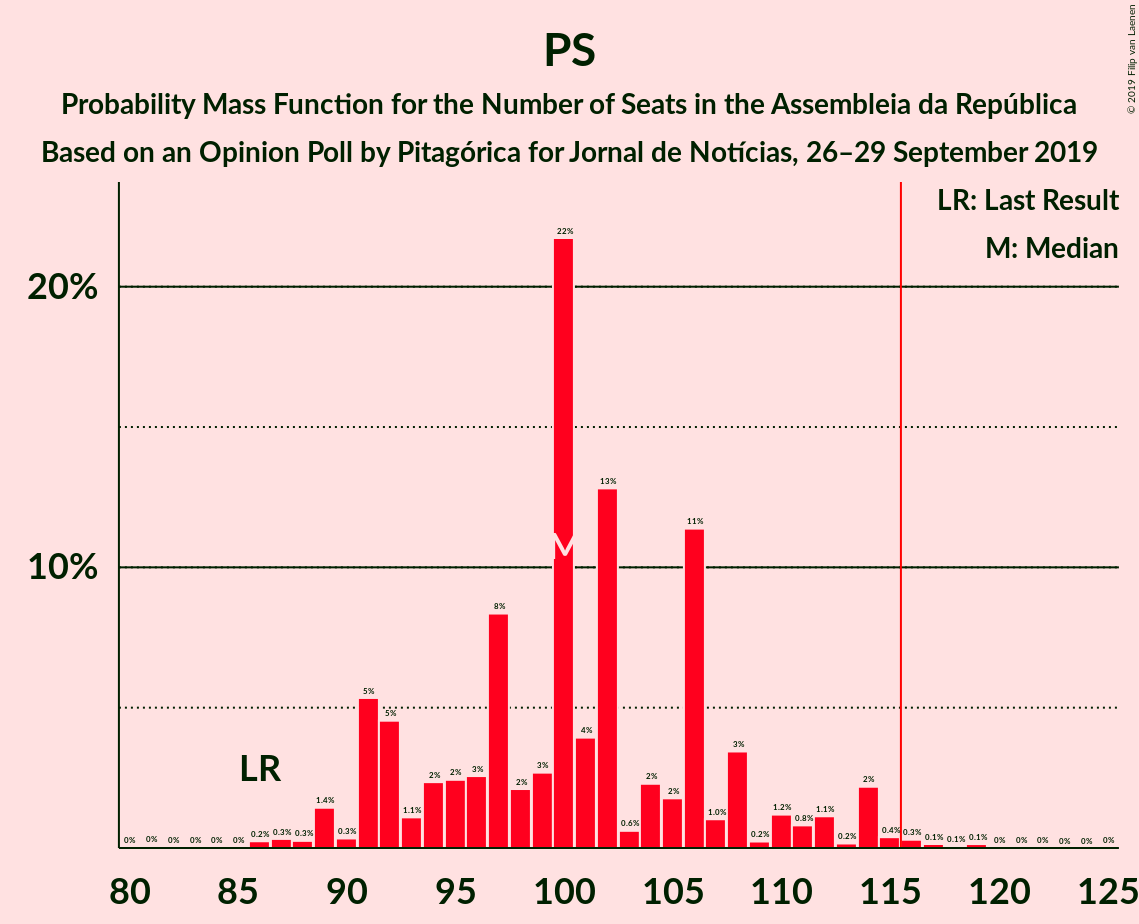 PS
Probability Mass Function for the Number of Seats in the Assembleia da República
Based on an Opinion Poll by Pitagórica for Jornal de Notícias, 26–29 September 2019
© 2019 Filip van Laenen
LR: Last Result
M: Median
20%
10%
LR
M
0% 0% 0% 0% 0% 0% 0.2% 0.3% 0.3% 1.4% 0.3% 5% 5% 1.1% 2% 2% 3% 8% 2% 3% 22% 4% 13% 0.6% 2% 2% 11% 1.0% 3% 0.2% 1.2% 0.8% 1.1% 0.2% 2% 0.4% 0.3% 0.1% 0.1% 0.1% 0% 0% 0% 0% 0% 0%
80 85 90 95 100 105 110 115 120 125